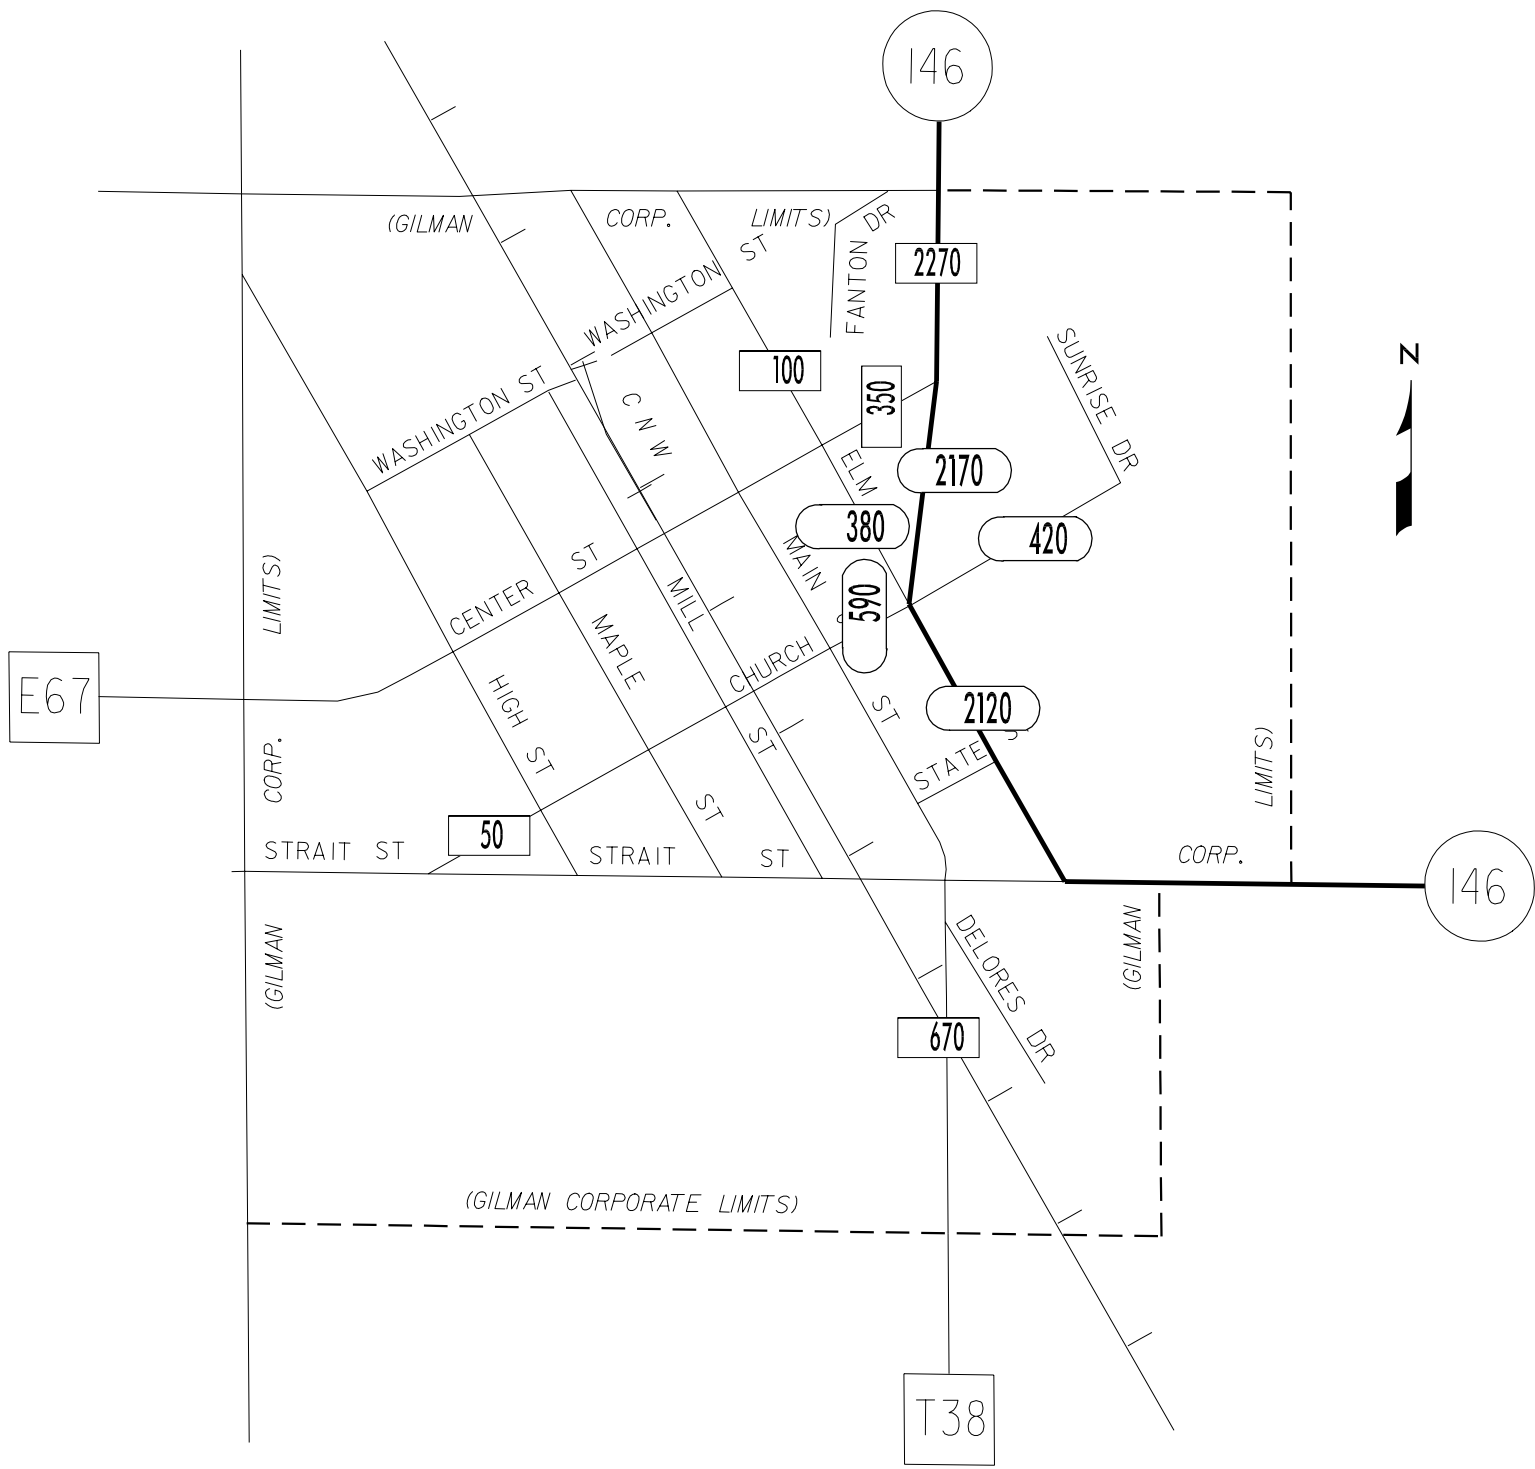 146
(GILMAN CORP. LIMITS)
FANTON DR
2270
WASHINGTON ST
WASHINGTON ST
C N W
100
350
SUNRISE DR
N
ELM
2170
380
420
MAIN ST
590
CENTER ST
MILL ST
MAPLE ST
CHURCH
HIGH ST
LIMITS)
CORP.
(GILMAN
E67
2120
STATE
50
STRAIT ST
STRAIT ST
LIMITS)
CORP.
(GILMAN
146
DELORES DR
670
(GILMAN CORPORATE LIMITS)
T38